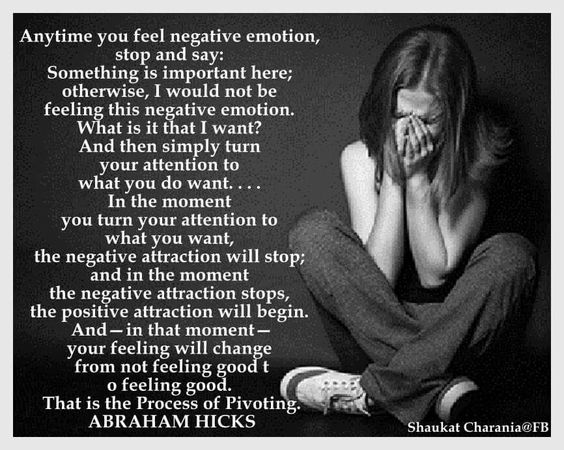 Anytime you feel negative emotion,
stop and say:
Something is important here;
otherwise, I would not be
feeling this negative emotion.
What is it that I want?
And then simply turn
your attention to
what you do want. . . .
In the moment
you turn your attention to
what you want,
the negative attraction will stop;
and in the moment
the negative attraction stops,
the positive attraction will begin.
And—in that moment—
your feeling will change
from not feeling good t
o feeling good.
That is the Process of Pivoting.
ABRAHAM HICKS
Shaukat Charania@FB